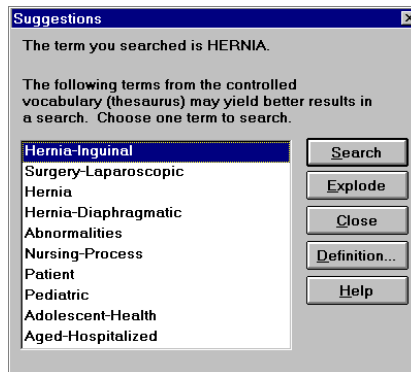 Suggestions
The term you searched is HERNIA.
The following terms from the controlled
vocabulary (thesaurus) may yield better results in
a search. Choose one term to search.
Hernia-Inguinal
Surgery-Laparoscopic
Hernia
Hernia-Diaphragmatic
Abnormalities
Nursing-Process
Patient
Pediatric
Adolescent-Health
Aged-Hospitalized
Search
Explode
Close
Definition...
Help